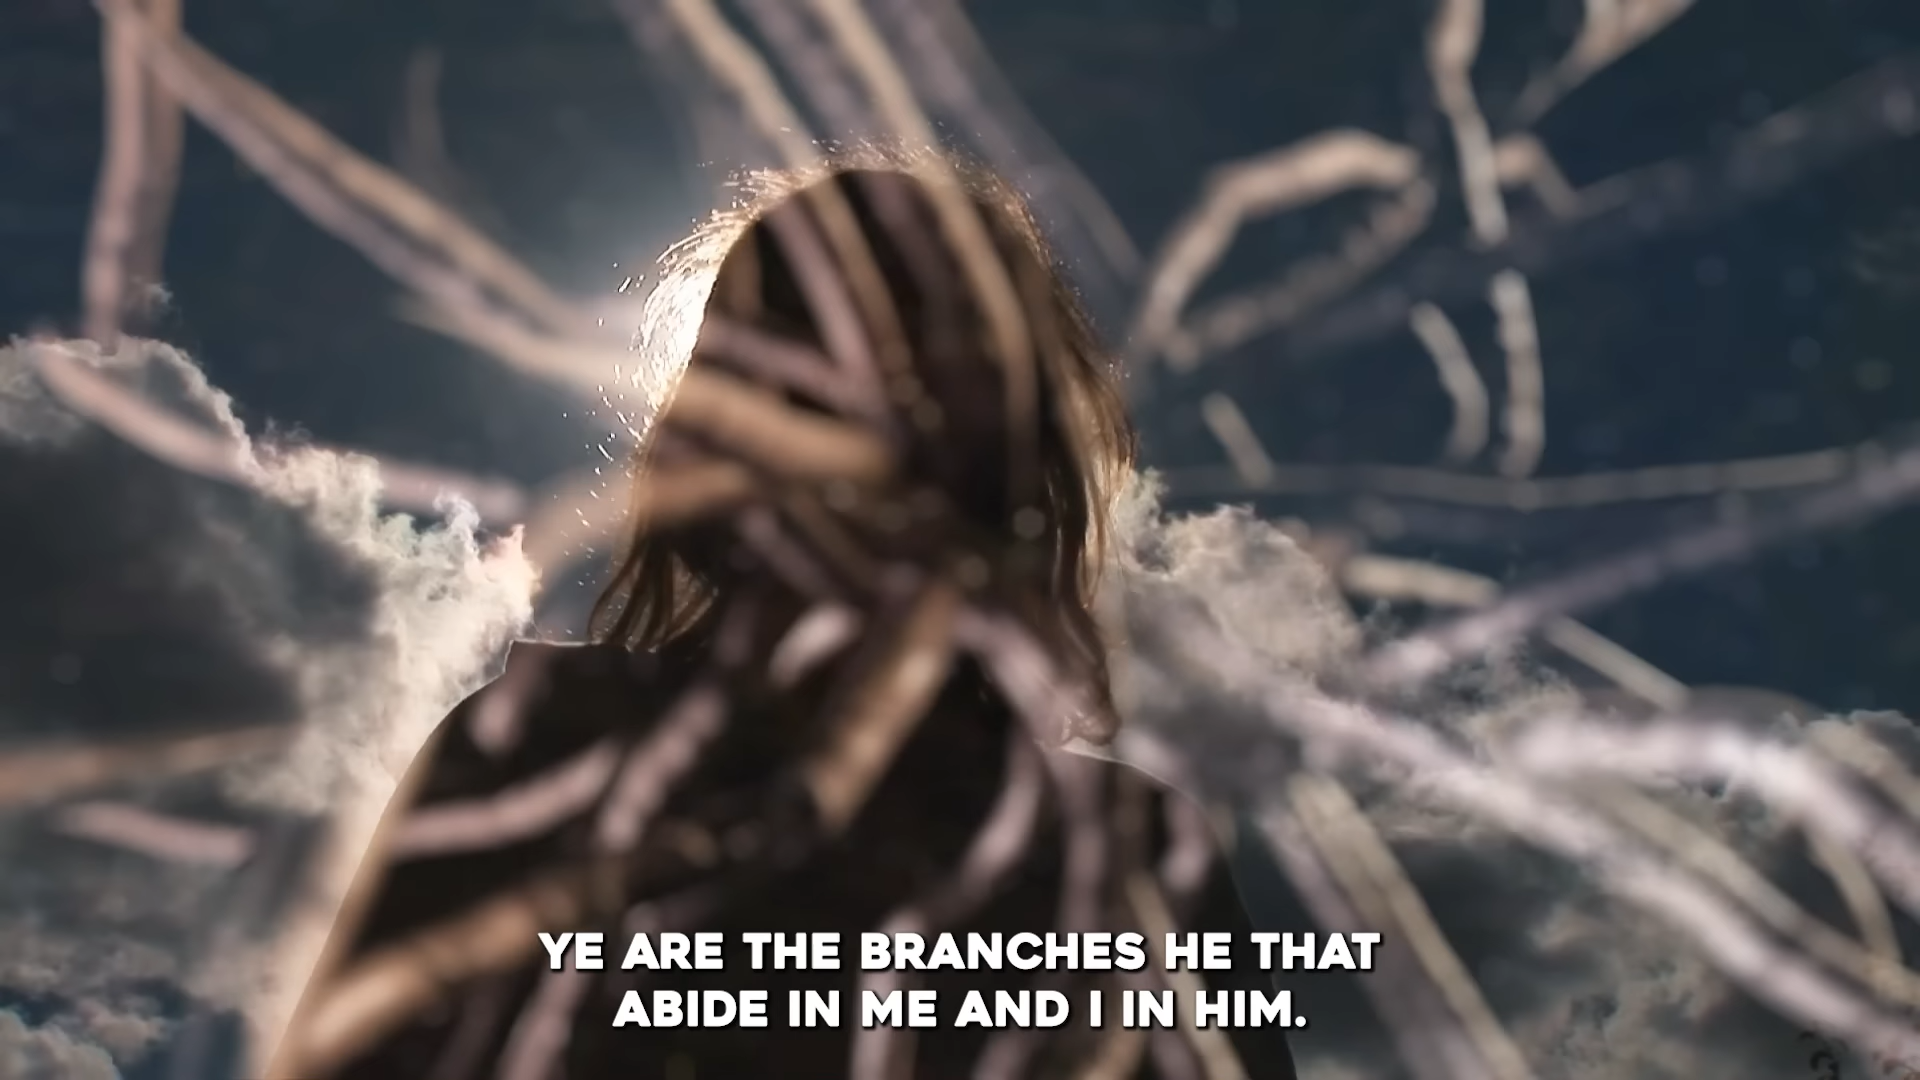 YE ARE THE BRANCHES HE THAT
ABIDE IN ME AND I IN HIM.